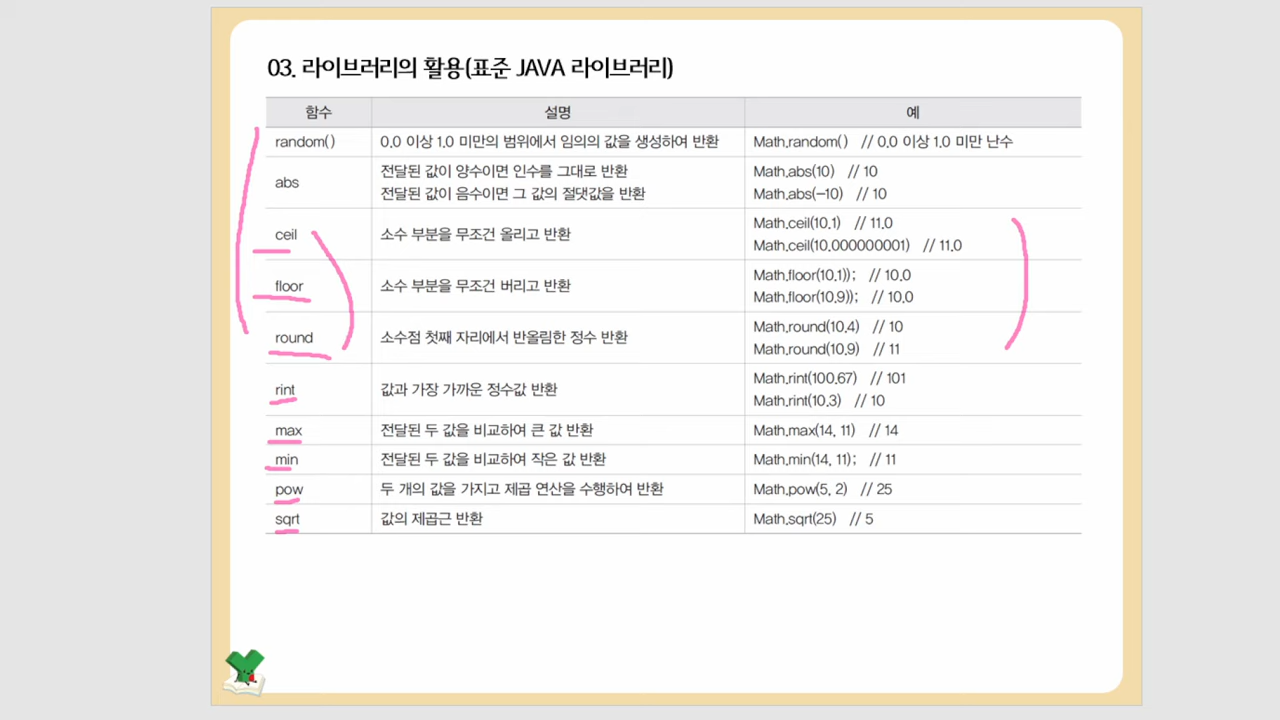 03. 라이브러리의 활용(표준 JAVA 라이브러리)
함수 설명 예
random() 0.0 이상 1.0 미만의 범위에서 임의의 값을 생성하여 반환 Math.random() // 0.0 이상 1.0 미만 난수
abs 전달된 값이 양수이면 인수를 그대로 반환 Math.abs(10) // 10
전달된 값이 음수이면 그 값의 절댓값을 반환 Math.abs(-10) // 10
ceil 소수 부분을 무조건 올리고 반환 Math.ceil(10.1) // 11.0
Math.ceil(10.000000001) // 11.0
floor 소수 부분을 무조건 버리고 반환 Math.floor(10.1)); // 10.0
Math.floor(10.9)); // 10.0
round 소수점 첫째 자리에서 반올림한 정수 반환 Math.round(10.4) // 10
Math.round(10.9) // 11
rint 값과 가장 가까운 정수값 반환 Math.rint(100.67) // 101
Math.rint(10.3) // 10
max 전달된 두 값을 비교하여 큰 값 반환 Math.max(14, 11) // 14
min 전달된 두 값을 비교하여 작은 값 반환 Math.min(14, 11); // 11
pow 두 개의 값을 가지고 제곱 연산을 수행하여 반환 Math.pow(5, 2) // 25
sqrt 값의 제곱근 반환 Math.sqrt(25) // 5